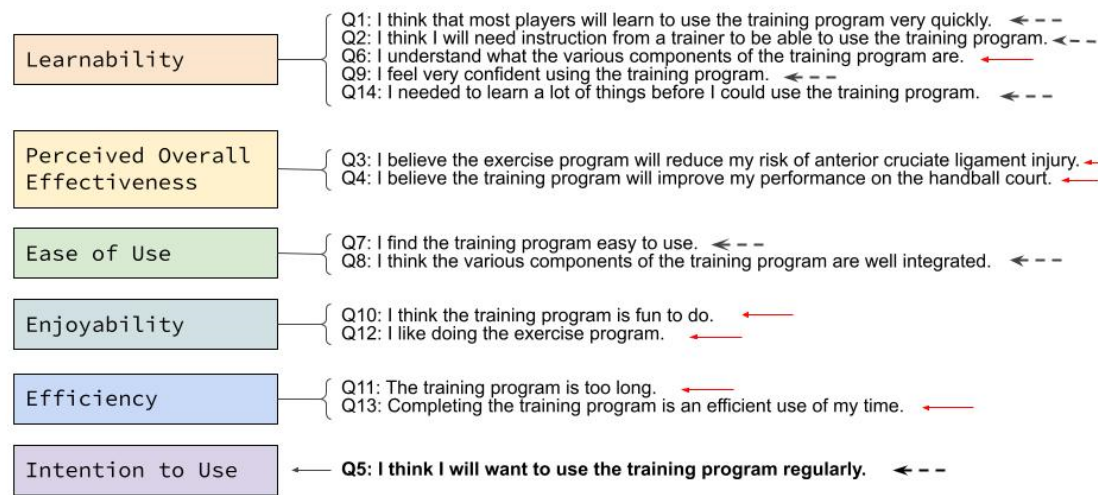 Learnability
Q1: I think that most players will learn to use the training program very quickly.
Q2: I think I will need instruction from a trainer to be able to use the training program.
Q6: I understand what the various components of the training program are.
Q9: I feel very confident using the training program.
Q14: I needed to learn a lot of things before I could use the training program.
Perceived Overall
Effectiveness
Q3: I believe the exercise program will reduce my risk of anterior cruciate ligament injury.
Q4: I believe the training program will improve my performance on the handball court.
Ease of Use
Q7: I find the training program easy to use.
Q8: I think the various components of the training program are well integrated.
Enjoyability
Q10: I think the training program is fun to do.
Q12: I like doing the exercise program.
Efficiency
Q11: The training program is too long.
Q13: Completing the training program is an efficient use of my time.
Intention to Use
Q5: I think I will want to use the training program regularly.